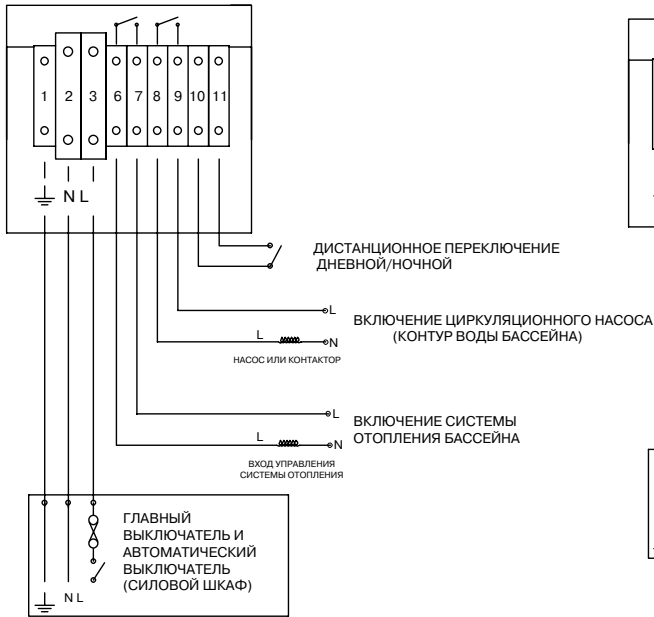 1 2 3 6 7 8 9 10 11
N L
ДИСТАНЦИОННОЕ ПЕРЕКЛЮЧЕНИЕ
ДНЕВНОЙ/НОЧНОЙ
L
ВКЛЮЧЕНИЕ ЦИРКУЛЯЦИОННОГО НАСОСА
(КОНТУР ВОДЫ БАССЕЙНА)
L
N
НАСОС ИЛИ КОНТАКТОР
L
ВКЛЮЧЕНИЕ СИСТЕМЫ
ОТОПЛЕНИЯ БАССЕЙНА
L
N
ВХОД УПРАВЛЕНИЯ
СИСТЕМЫ ОТОПЛЕНИЯ
ГЛАВНЫЙ
ВЫКЛЮЧАТЕЛЬ И
АВТОМАТИЧЕСКИЙ
ВЫКЛЮЧАТЕЛЬ
(СИЛОВОЙ ШКАФ)
N L